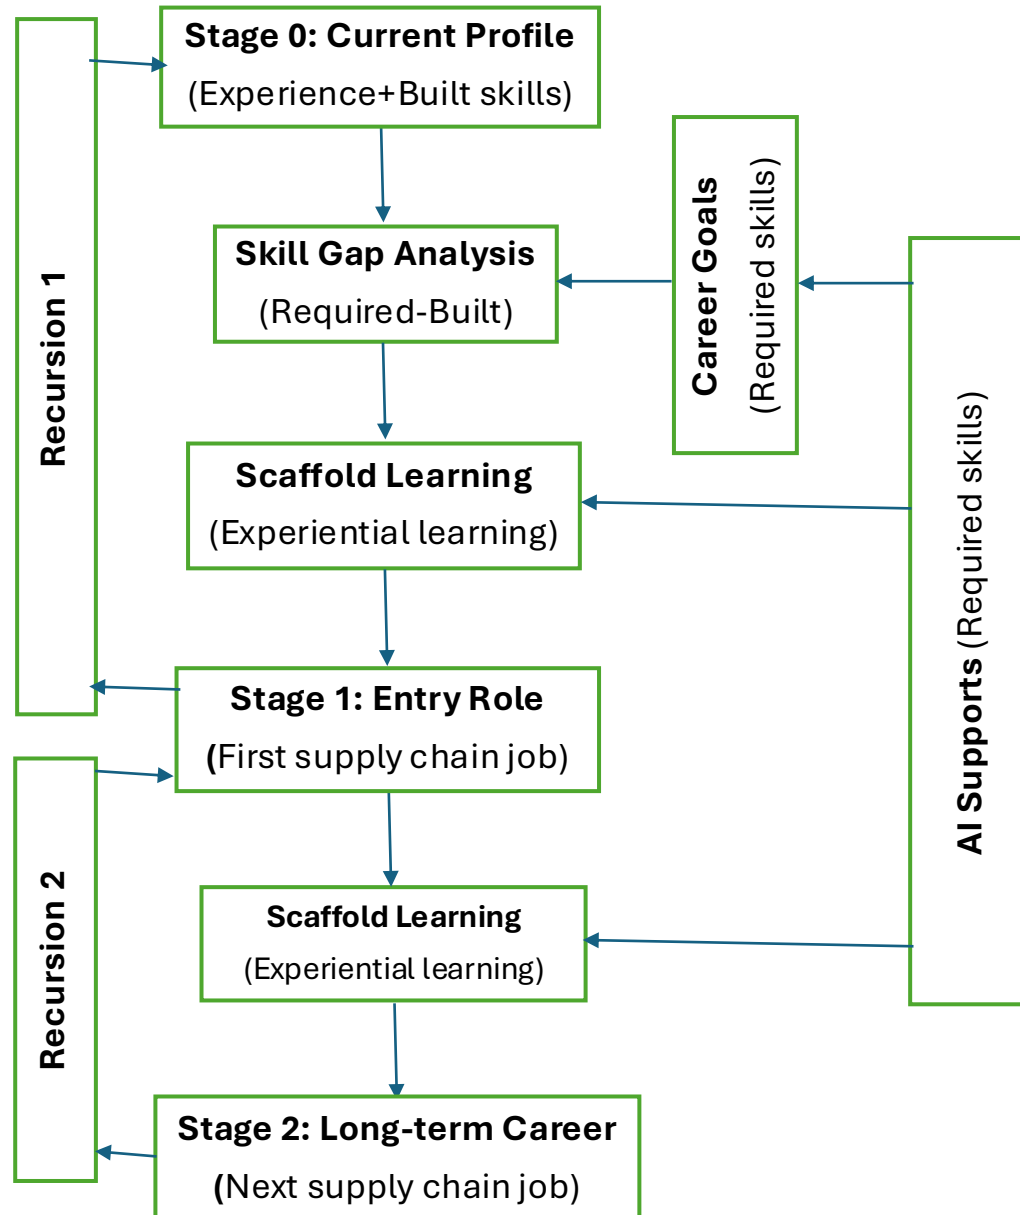 Stage 0: Current Profile
(Experience+Built skills)
Career Goals
(Required skills)
Skill Gap Analysis
(Required-Built)
Recursion 1
AI Supports (Required skills)
Scaffold Learning
(Experiential learning)
Stage 1: Entry Role
(First supply chain job)
Recursion 2
Scaffold Learning
(Experiential learning)
Stage 2: Long-term Career
(Next supply chain job)